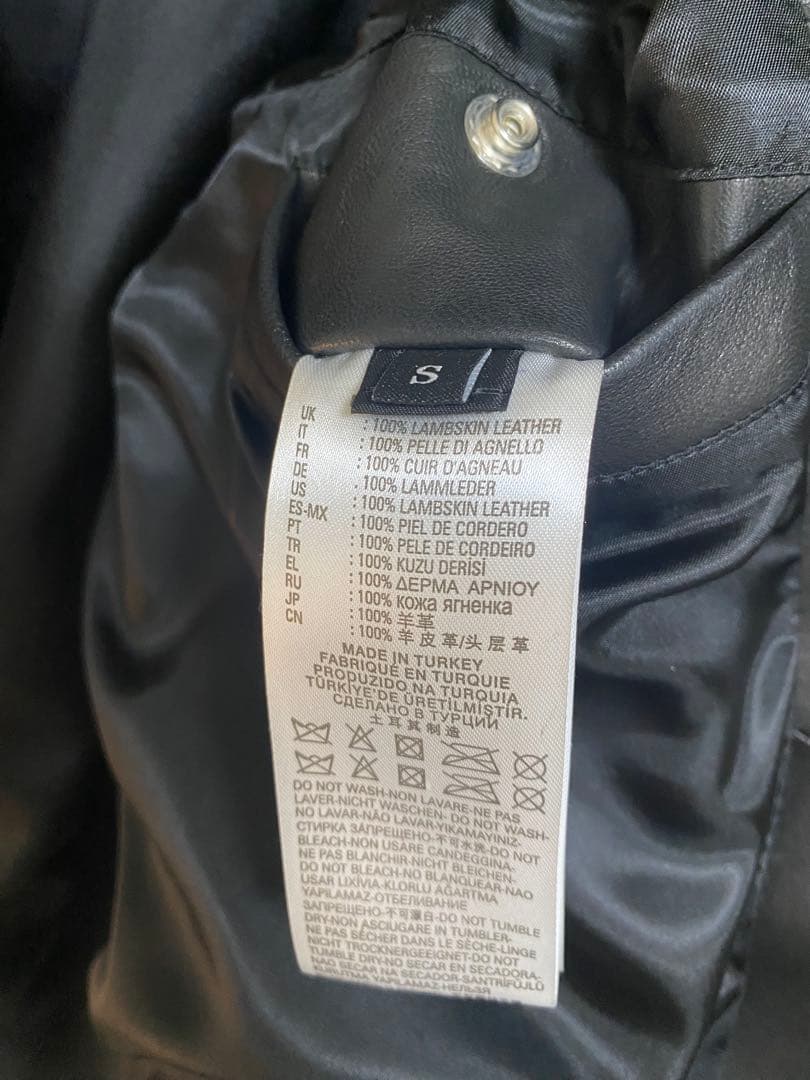 S
UK : 100% LAMBSKIN LEATHER
IT : 100% PELLE DI AGNELLO
FR : 100% CUIR D'AGNEAU
DE : 100% LAMMLEDER
US : 100% LAMBSKIN LEATHER
ES-MX : 100% PIEL DE CORDERO
PT : 100% PELE DE CORDEIRO
TR : 100% KUZU DERİSİ
EL : 100% ΔΕΡΜΑ ΑΡΝΙΟΥ
RU : 100% кожа ягненка
JP : 100% 羊革
CN : 100% 羊皮革/头层革
MADE IN TURKEY
FABRIQUÉ EN TURQUIE
PRODUZIDO NA TURQUIA
TÜRKİYE'DE ÜRETİLMİŞTİR.
СДЕЛАНО В ТУРЦИИ
土耳其制造
DO NOT WASH-NON LAVARE-NE PAS
LAVER-NICHT WASCHEN- DO NOT WASH-
NO LAVAR-NÃO LAVAR-YIKAMAYINIZ-
СТИРКА ЗАПРЕЩЕНО-不可水洗-DO NOT
BLEACH-NON USARE CANDEGGINA-
NE PAS BLANCHIR-NICHT BLEICHEN-
DO NOT BLEACH-NO BLANQUEAR-NAO
USAR LIXÍVIA-KLORLU AĞARTMA
YAPILAMAZ-ОТБЕЛИВАНИЕ
ЗАПРЕЩЕНО-不可漂白-DO NOT TUMBLE
DRY-NON ASCIUGARE IN TUMBLER-
NE PAS SÉCHER DANS LE SÈCHE-LINGE
NICHT TROCKNERGEEIGNET-DO NOT
TUMBLE DRY-NO SECAR EN SECADORA-
NAO SECAR NA SECADOR-SANTRİFÜJLÜ
KURUTMA YAPILAMAZ-НЕЛЬЗЯ